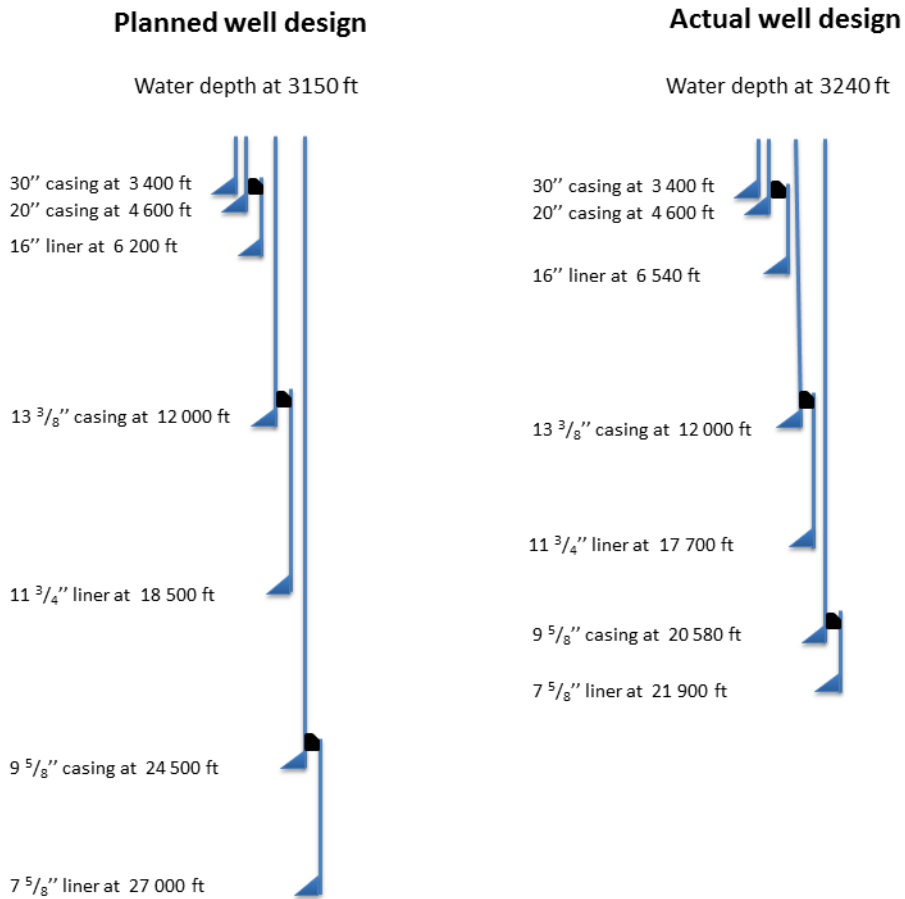 Planned well design
Water depth at 3150 ft
30’’ casing at 3 400 ft
20’’ casing at 4 600 ft
16’’ liner at 6 200 ft
13 3/8’’ casing at 12 000 ft
11 3/4’’ liner at 18 500 ft
9 5/8’’ casing at 24 500 ft
7 5/8’’ liner at 27 000 ft
Actual well design
Water depth at 3240 ft
30’’ casing at 3 400 ft
20’’ casing at 4 600 ft
16’’ liner at 6 540 ft
13 3/8’’ casing at 12 000 ft
11 3/4’’ liner at 17 700 ft
9 5/8’’ casing at 20 580 ft
7 5/8’’ liner at 21 900 ft